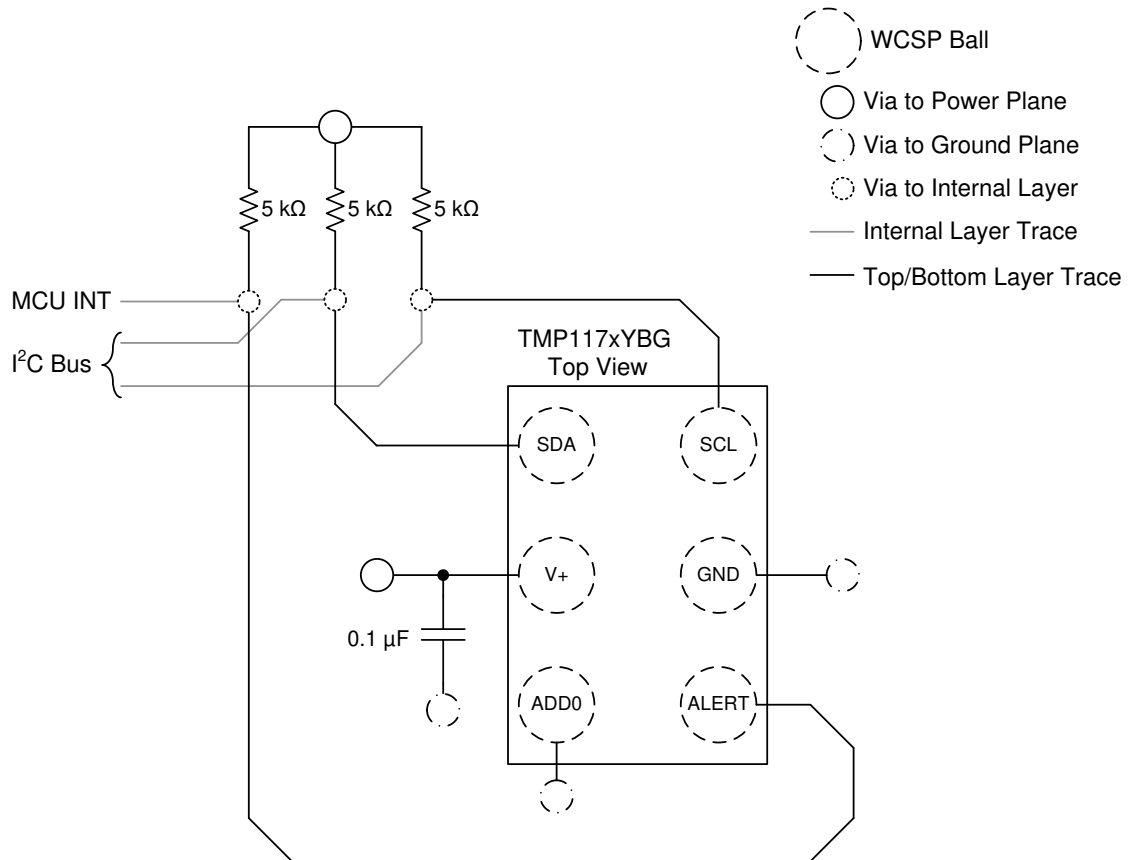 WCSP Ball
Via to Power Plane
Via to Ground Plane
Via to Internal Layer
Internal Layer Trace
Top/Bottom Layer Trace
5 kΩ
5 kΩ
5 kΩ
MCU INT
I²C Bus
TMP117xYBG
Top View
SDA
SCL
V+
GND
0.1 µF
ADD0
ALERT